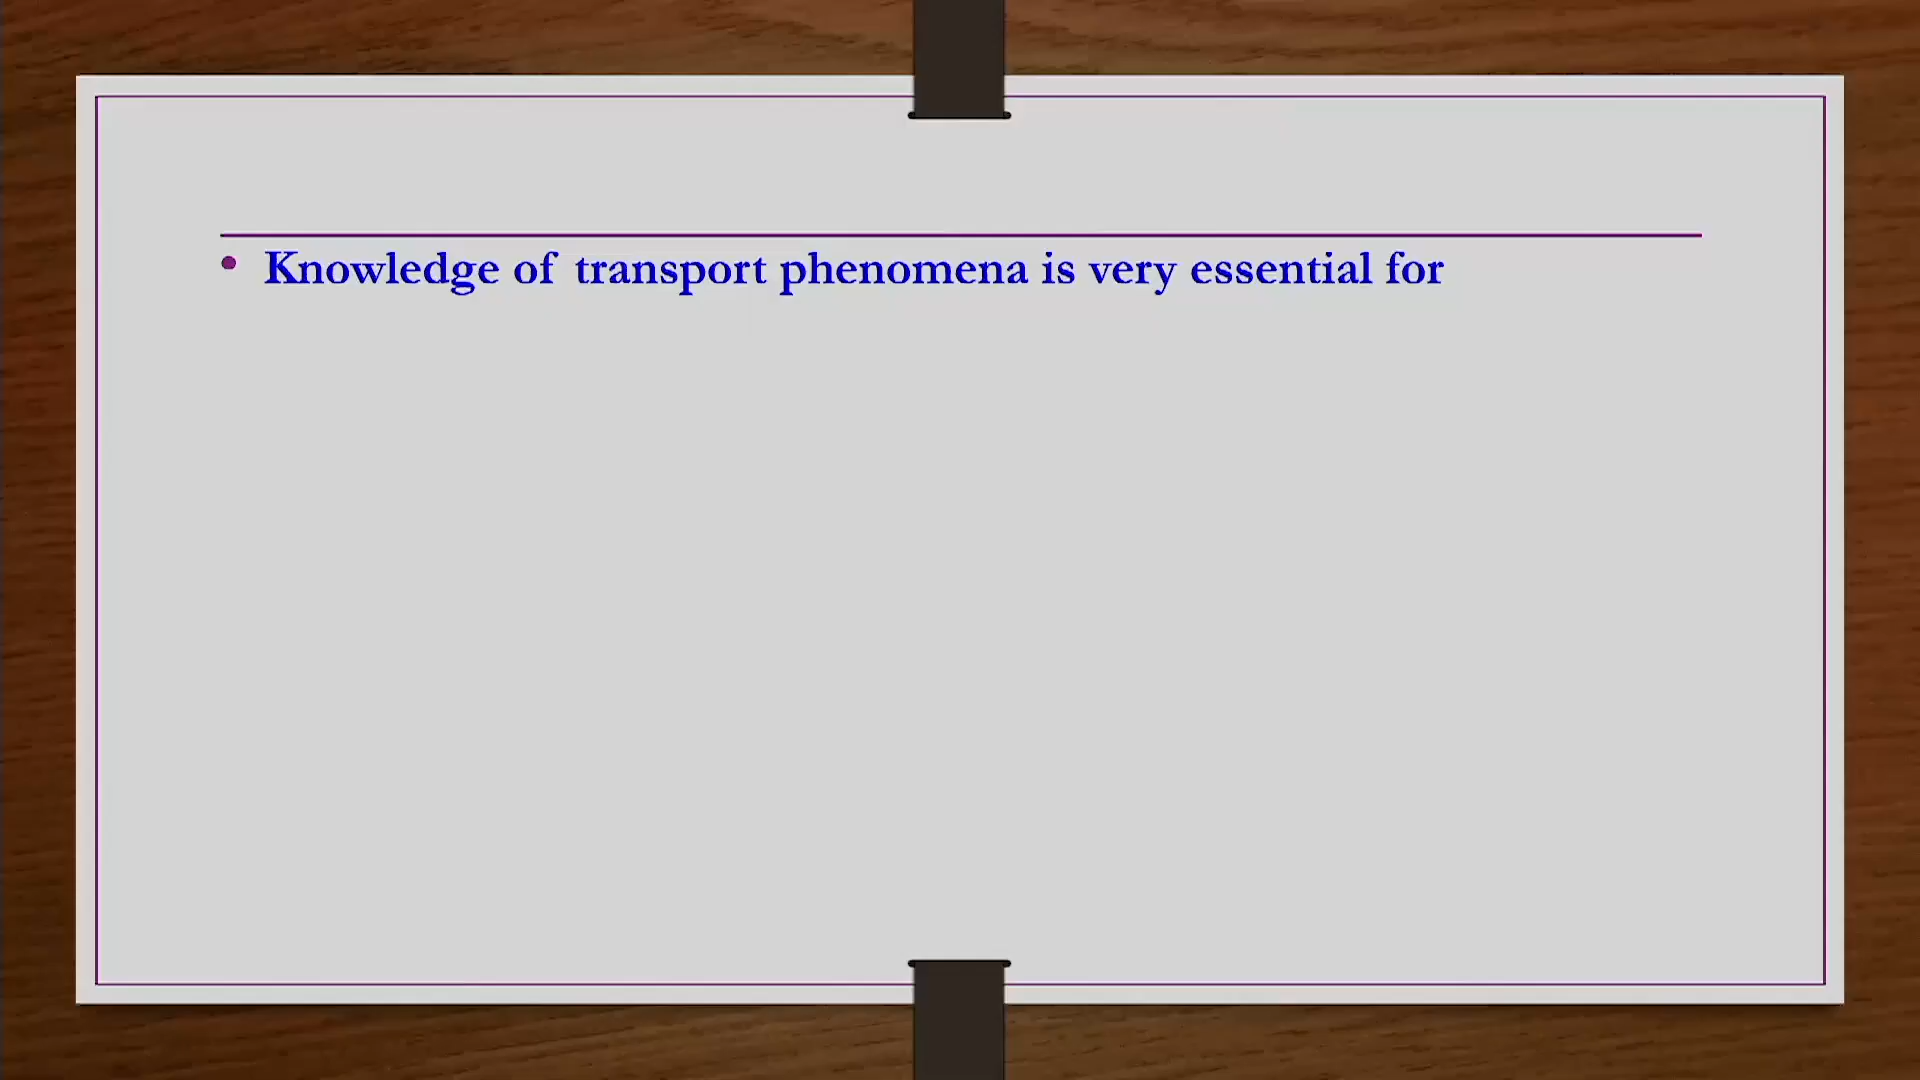 • Knowledge of transport phenomena is very essential for